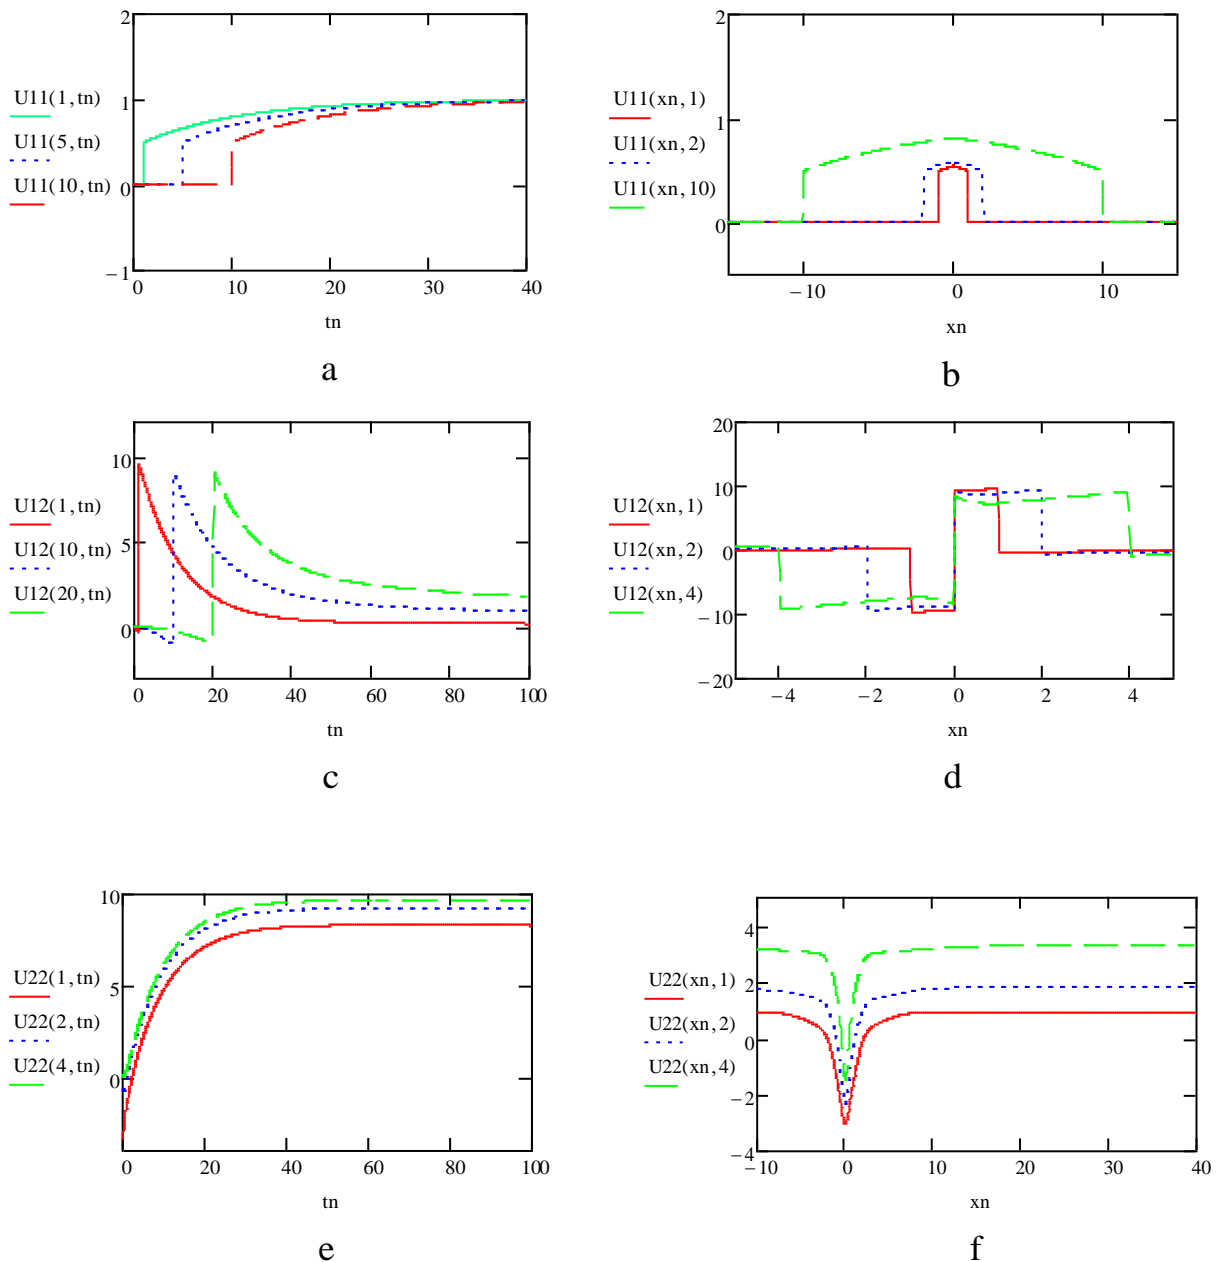 2
1
0
−1
U11(1, tn)
U11(5, tn)
U11(10, tn)
0 10 20 30 40
tn
a
2
1
0
U11(xn, 1)
U11(xn, 2)
U11(xn, 10)
−10 0 10
xn
b
10
5
0
U12(1, tn)
U12(10, tn)
U12(20, tn)
0 20 40 60 80 100
tn
c
20
10
0
−10
−20
U12(xn, 1)
U12(xn, 2)
U12(xn, 4)
−4 −2 0 2 4
xn
d
10
5
0
U22(1, tn)
U22(2, tn)
U22(4, tn)
0 20 40 60 80 100
tn
e
4
2
0
−2
−4
U22(xn, 1)
U22(xn, 2)
U22(xn, 4)
−10 0 10 20 30 40
xn
f